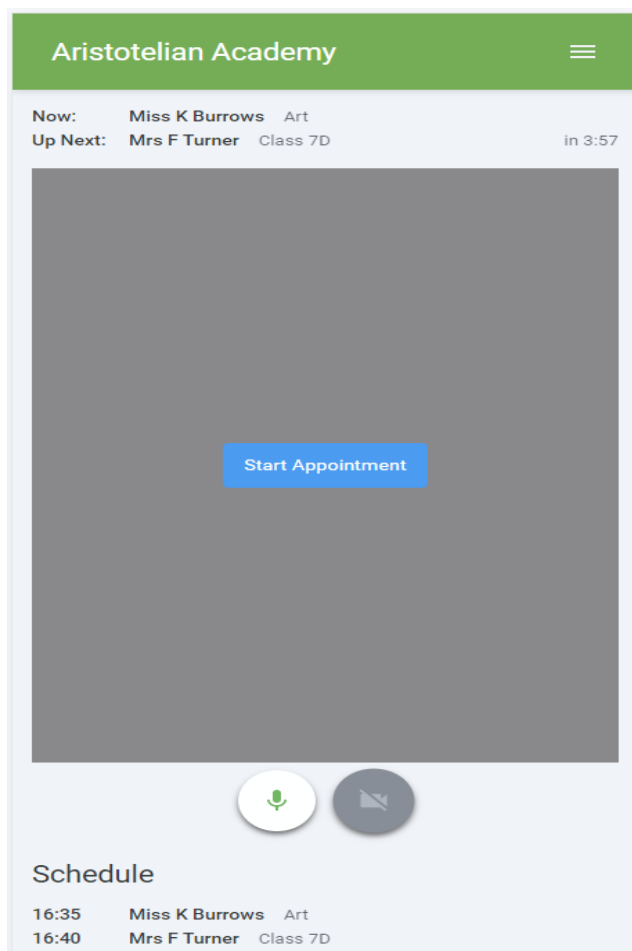 Aristotelian Academy
Now: Miss K Burrows Art
Up Next: Mrs F Turner Class 7D in 3:57
Start Appointment
Schedule
16:35 Miss K Burrows Art
16:40 Mrs F Turner Class 7D